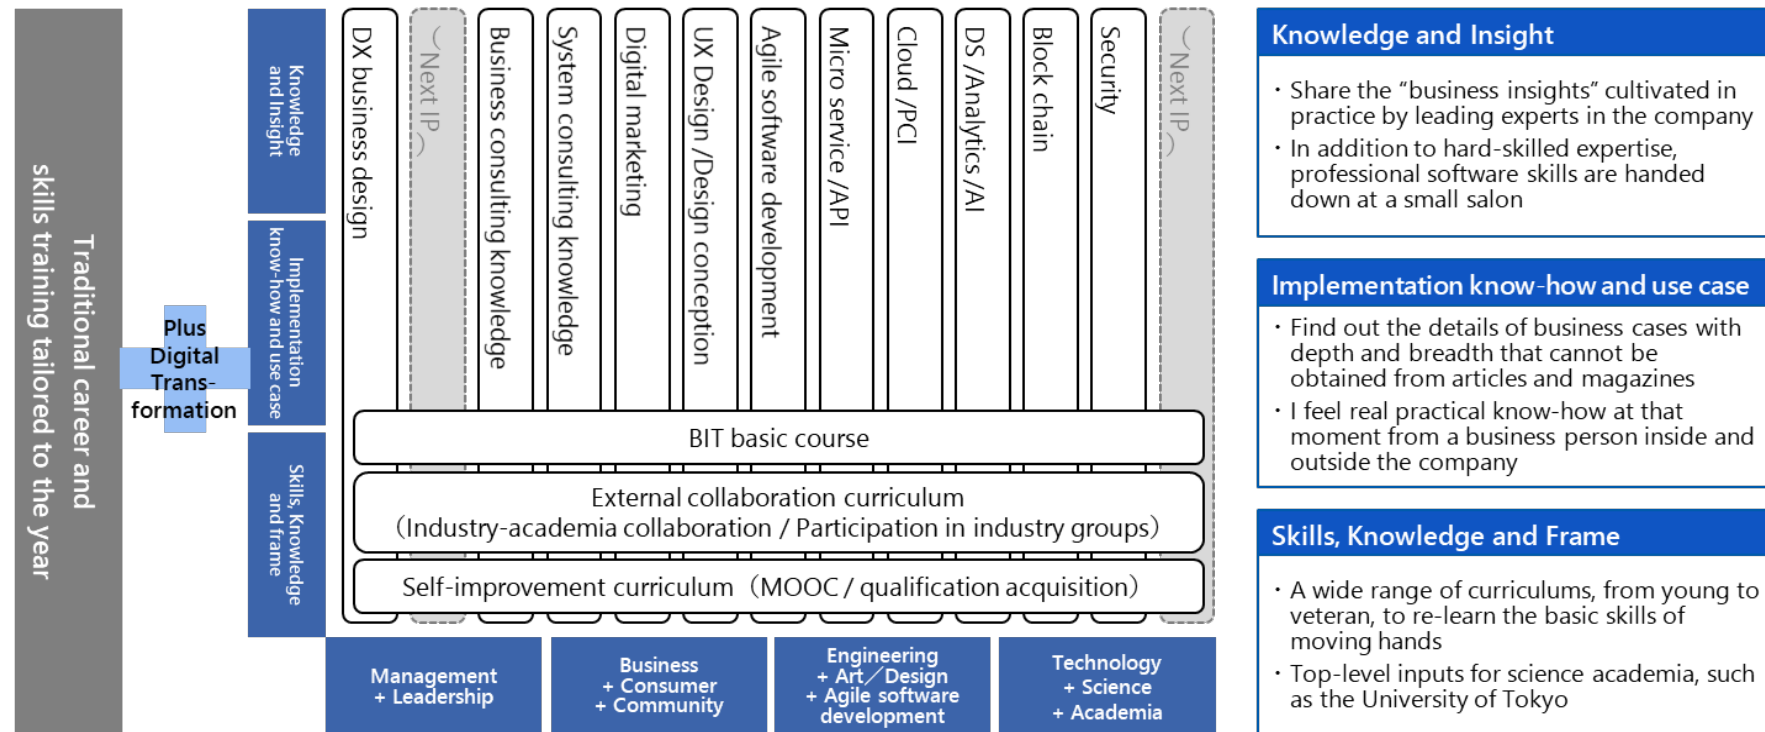 Traditional career and
skills training tailored to the year
Plus
Digital
Trans-
formation
Knowledge
and Insight
Implementation
know-how and use case
Skills, Knowledge
and frame
DX business design
（Next IP）
Business consulting knowledge
System consulting knowledge
Digital marketing
UX Design /Design conception
Agile software development
Micro service /API
Cloud /PCI
DS /Analytics /AI
Block chain
Security
（Next IP）
BIT basic course
External collaboration curriculum
（Industry-academia collaboration / Participation in industry groups）
Self-improvement curriculum（MOOC / qualification acquisition）
Management
+ Leadership
Business
+ Consumer
+ Community
Engineering
+ Art／Design
+ Agile software
development
Technology
+ Science
+ Academia
Knowledge and Insight
・Share the “business insights” cultivated in
practice by leading experts in the company
・In addition to hard-skilled expertise,
professional software skills are handed
down at a small salon
Implementation know-how and use case
・Find out the details of business cases with
depth and breadth that cannot be
obtained from articles and magazines
・I feel real practical know-how at that
moment from a business person inside and
outside the company
Skills, Knowledge and Frame
・A wide range of curriculums, from young to
veteran, to re-learn the basic skills of
moving hands
・Top-level inputs for science academia, such
as the University of Tokyo